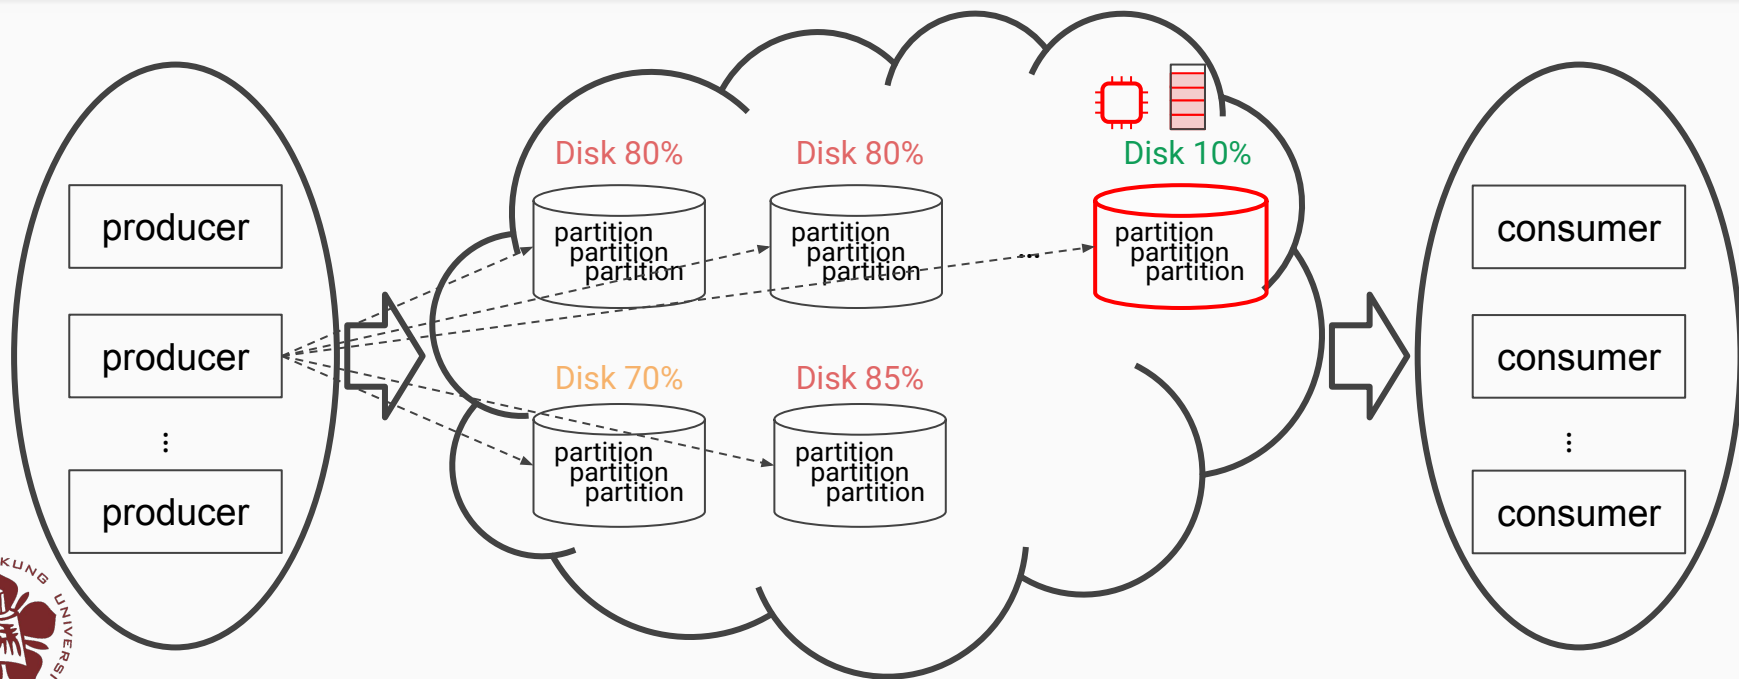 producer
producer
⋮
producer
Disk 80%
partition
partition
partition
Disk 80%
partition
partition
partition
...
Disk 10%
partition
partition
partition
Disk 70%
partition
partition
partition
Disk 85%
partition
partition
partition
consumer
consumer
⋮
consumer
KUNG